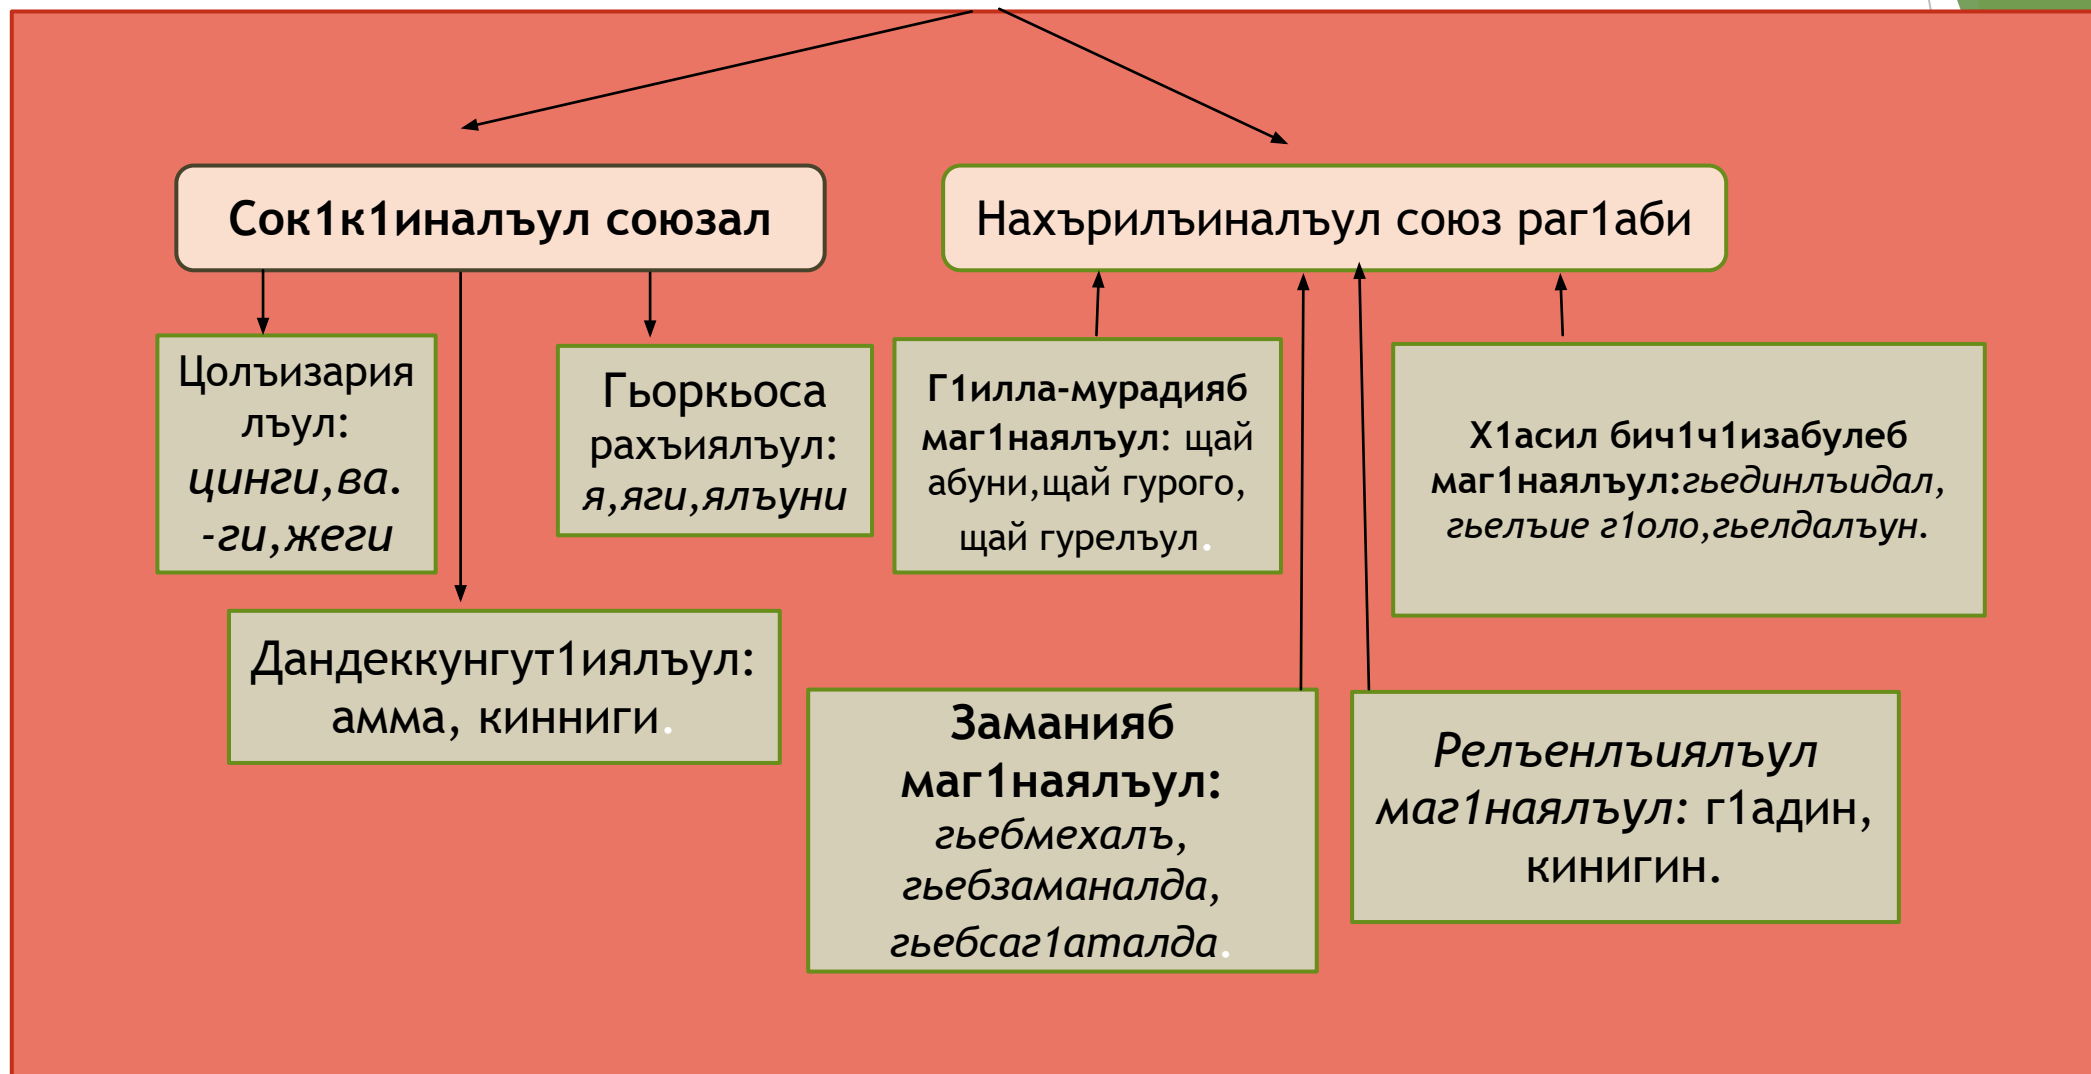 Сок1к1иналъул союзал
Нахърилъиналъул союз раг1аби
Цолъизария
лъул:
цинги,ва.
-ги,жеги
Гьоркьоса
рахъиялъул:
я,яги,ялъуни
Г1илла-мурадияб
маг1наялъул: щай
абуни,щай гурого,
щай гурелъул.
Х1асил бич1ч1изабулеб
маг1наялъул:гьединлъидал,
гьелъие г1оло,гьелдалъун.
Дандеккунгут1иялъул:
амма, кинниги.
Заманияб
маг1наялъул:
гьебмехалъ,
гьебзаманалда,
гьебсаг1аталда.
Релъенлъиялъул
маг1наялъул: г1адин,
кинигин.